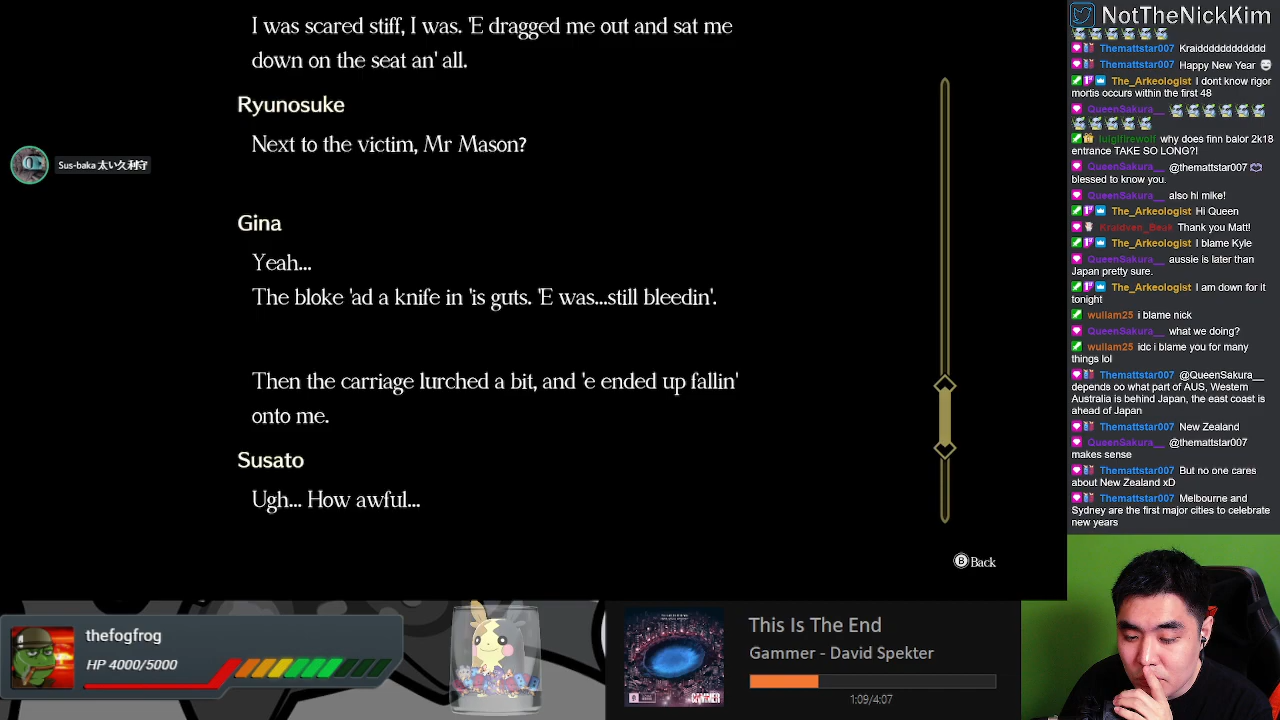 I was scared stiff, I was. 'E dragged me out and sat me
down on the seat an' all.
Ryunosuke
Next to the victim, Mr Mason?
Sus-baka 太い久利守
Gina
Yeah...
The bloke 'ad a knife in 'is guts. 'E was...still bleedin'.
Then the carriage lurched a bit, and 'e ended up fallin'
onto me.
Susato
Ugh... How awful...
B Back
NotTheNickKim
Themattstar007 Kraiddddddddddd
Themattstar007 Happy New Year
The_Arkeologist I dont know rigor
mortis occurs within the first 48
QueenSakura__
luigifirewolf why does finn balor 2k18
entrance TAKE SO LONG?!
QueenSakura__ @themattstar007
blessed to know you.
QueenSakura__ also hi mike!
The_Arkeologist Hi Queen
Kraidven_Beuk Thank you Matt!
The_Arkeologist I blame Kyle
QueenSakura__ aussie is later than
Japan pretty sure.
The_Arkeologist I am down for it
tonight
wullam25 i blame nick
QueenSakura__ what we doing?
wullam25 idc i blame you for many
things lol
Themattstar007 @QueenSakura__
depends oo what part of AUS, Western
Australia is behind Japan, the east coast is
ahead of Japan
Themattstar007 New Zealand
QueenSakura__ @themattstar007
makes sense
Themattstar007 But no one cares
about New Zealand xD
Themattstar007 Melbourne and
Sydney are the first major cities to celebrate
new years
thefogfrog
HP 4000/5000
This Is The End
Gammer - David Spekter
1:09/4:07